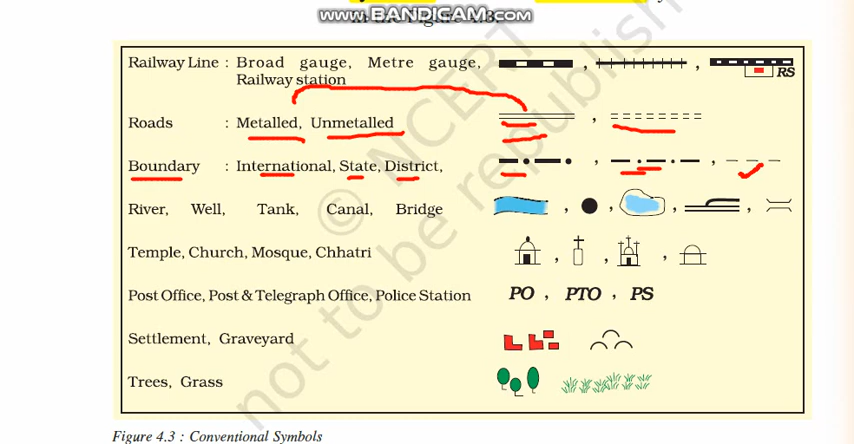 WWW.BANDICAM.COM
Railway Line : Broad gauge, Metre gauge,
Railway station
RS
Roads : Metalled, Unmetalled
Boundary : International, State, District,
River, Well, Tank, Canal, Bridge
Temple, Church, Mosque, Chhatri
Post Office, Post & Telegraph Office, Police Station PO , PTO , PS
Settlement, Graveyard
Trees, Grass
Figure 4.3 : Conventional Symbols
© NCERT
not to be republish